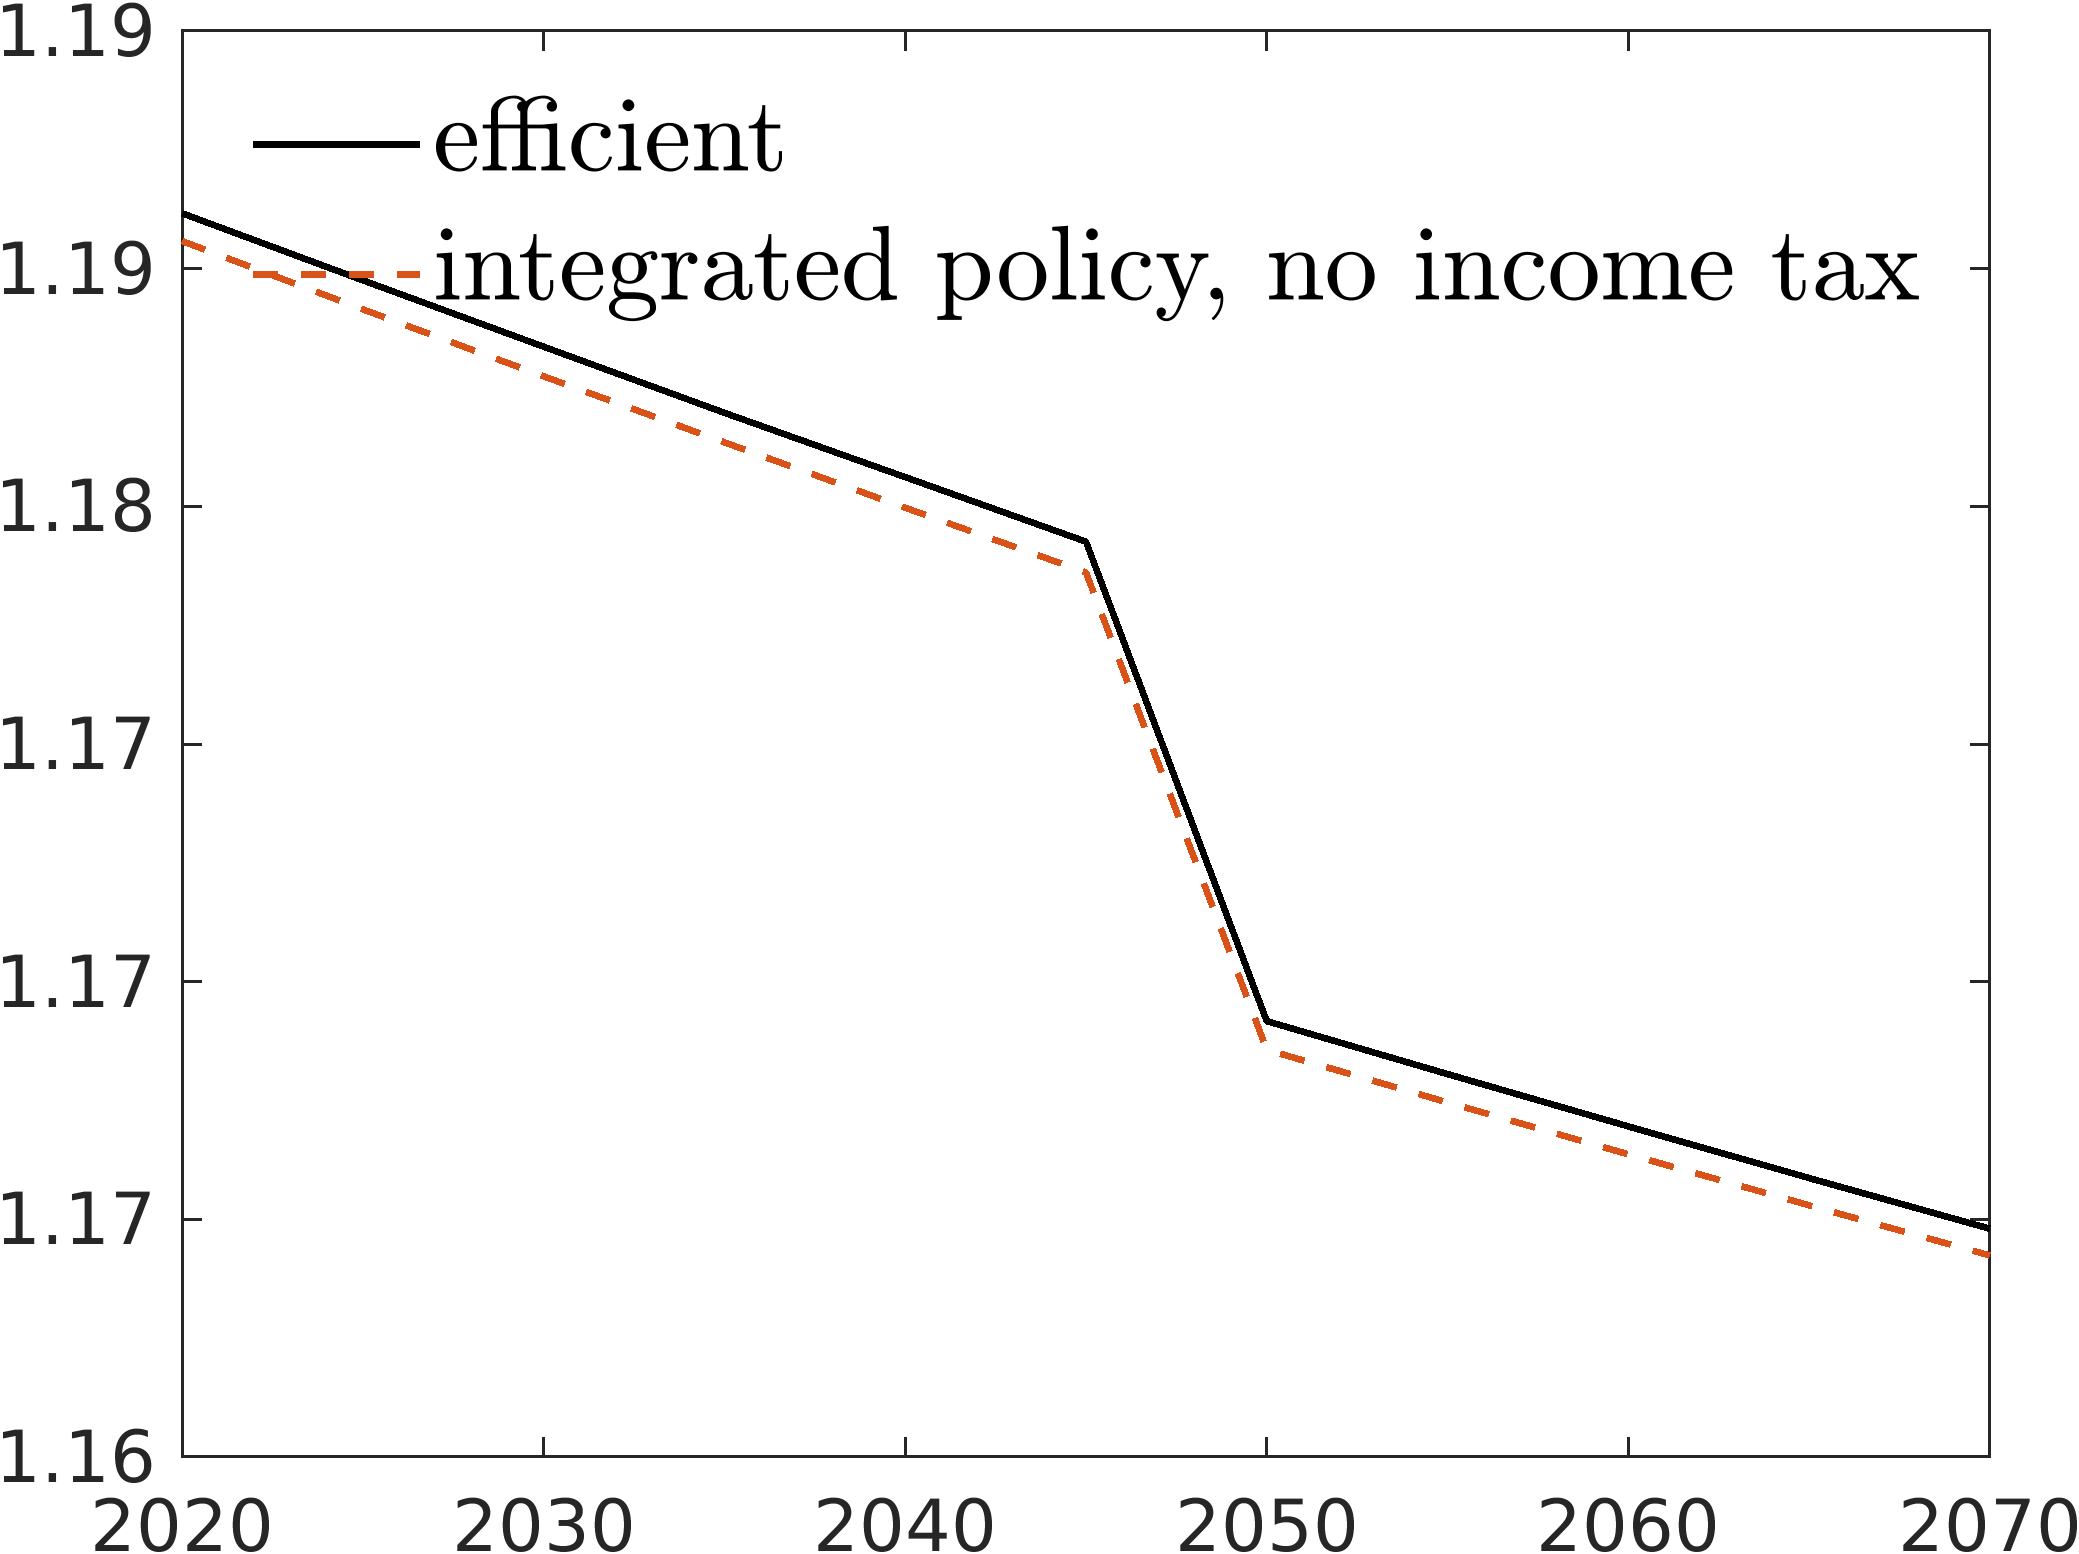 1.19
efficient
1.19
integrated policy, no income tax
1.18
1.17
1.17
1.17
1.16
2020 2030 2040 2050 2060 2070